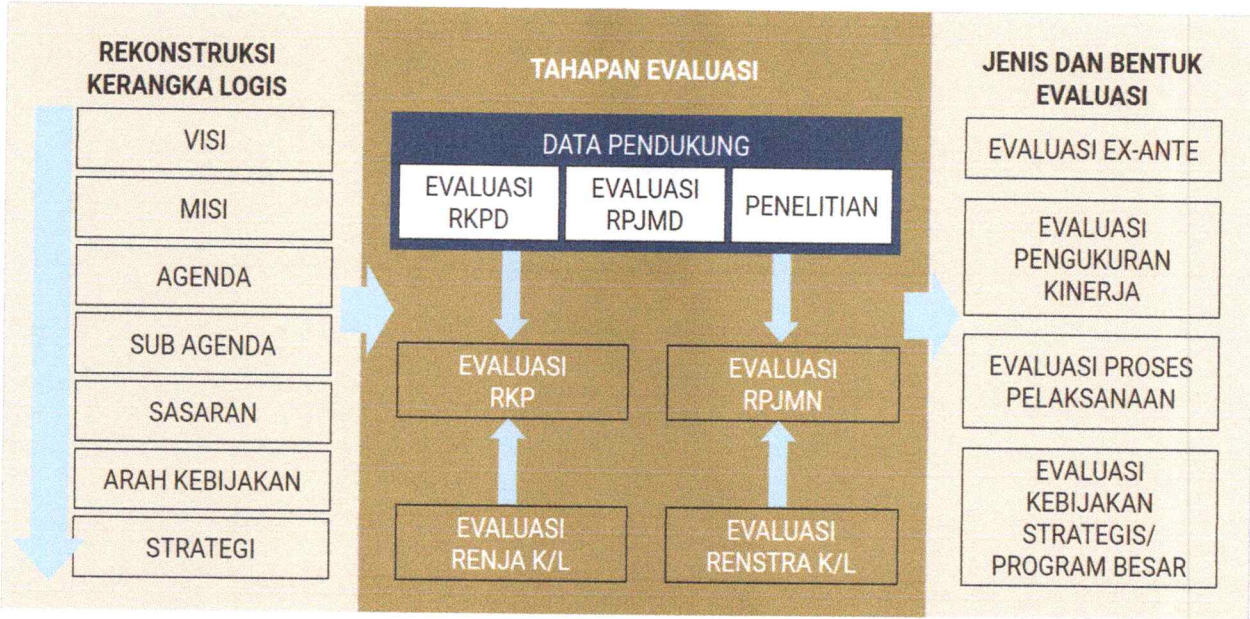 REKONSTRUKSI
KERANGKA LOGIS
VISI
MISI
AGENDA
SUB AGENDA
SASARAN
ARAH KEBIJAKAN
STRATEGI
TAHAPAN EVALUASI
DATA PENDUKUNG
EVALUASI
RKPD
EVALUASI
RPJMD
PENELITIAN
EVALUASI
RKP
EVALUASI
RPJMN
EVALUASI
RENJA K/L
EVALUASI
RENSTRA K/L
JENIS DAN BENTUK
EVALUASI
EVALUASI EX-ANTE
EVALUASI
PENGUKURAN
KINERJA
EVALUASI PROSES
PELAKSANAAN
EVALUASI
KEBIJAKAN
STRATEGIS/
PROGRAM BESAR